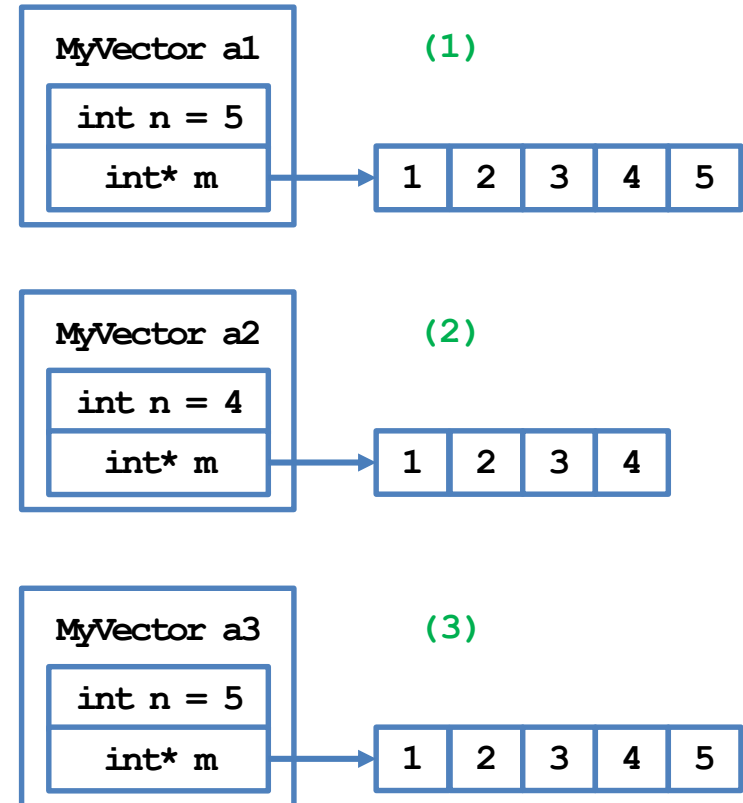 MyVector a1 (1)
int n = 5
int* m 1 2 3 4 5
MyVector a2 (2)
int n = 4
int* m 1 2 3 4
MyVector a3 (3)
int n = 5
int* m 1 2 3 4 5